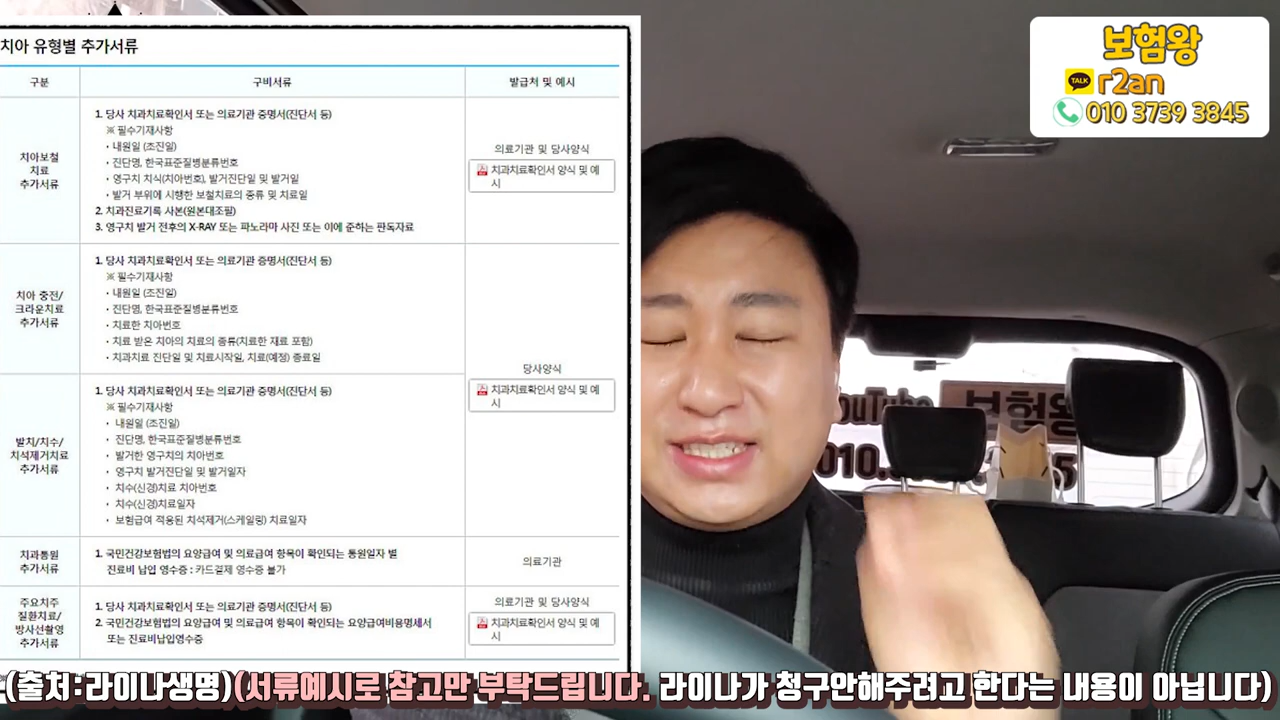 치아 유형별 추가서류
구분
구비서류
발급처 및 예시
치아보철
치료
추가서류
1. 당사 치과치료확인서 또는 의료기관 증명서(진단서 등)
※ 필수기재사항
· 내원일 (초진일)
· 진단명, 한국표준질병분류번호
· 영구치 치식(치아번호), 발거진단일 및 발거일
· 발거 부위에 시행한 보철치료의 종류 및 치료일
2. 치과진료기록 사본(원본대조필)
3. 영구치 발거 전후의 X-RAY 또는 파노라마 사진 또는 이에 준하는 판독자료
의료기관 및 당사양식
치과치료확인서 양식 및 예
시
치아 충전/
크라운치료
추가서류
1. 당사 치과치료확인서 또는 의료기관 증명서(진단서 등)
※ 필수기재사항
· 내원일 (초진일)
· 진단명, 한국표준질병분류번호
· 치료한 치아번호
· 치료 받은 치아의 치료의 종류(치료한 재료 포함)
· 치과치료 진단일 및 치료시작일, 치료(예정) 종료일
당사양식
치과치료확인서 양식 및 예
시
발치/치수/
치석제거치료
추가서류
1. 당사 치과치료확인서 또는 의료기관 증명서(진단서 등)
※ 필수기재사항
· 내원일 (초진일)
· 진단명, 한국표준질병분류번호
· 발거한 영구치의 치아번호
· 영구치 발거진단일 및 발거일자
· 치수(신경)치료 치아번호
· 치수(신경)치료일자
· 보험급여 적용된 치석제거(스케일링) 치료일자
치과통원
추가서류
1. 국민건강보험법의 요양급여 및 의료급여 항목이 확인되는 통원일자 별
진료비 납입 영수증 : 카드결제 영수증 불가
의료기관
주요치주
질환치료/
방사선촬영
추가서류
1. 당사 치과치료확인서 또는 의료기관 증명서(진단서 등)
2. 국민건강보험법의 요양급여 및 의료급여 항목이 확인되는 요양급여비용명세서
또는 진료비납입영수증
의료기관 및 당사양식
치과치료확인서 양식 및 예
시
보험왕
TALK r2an
010 3739 3845
YouTube 보험왕
010.
(출처:라이나생명)(서류예시로 참고만 부탁드립니다. 라이나가 청구안해주려고 한다는 내용이 아닙니다)